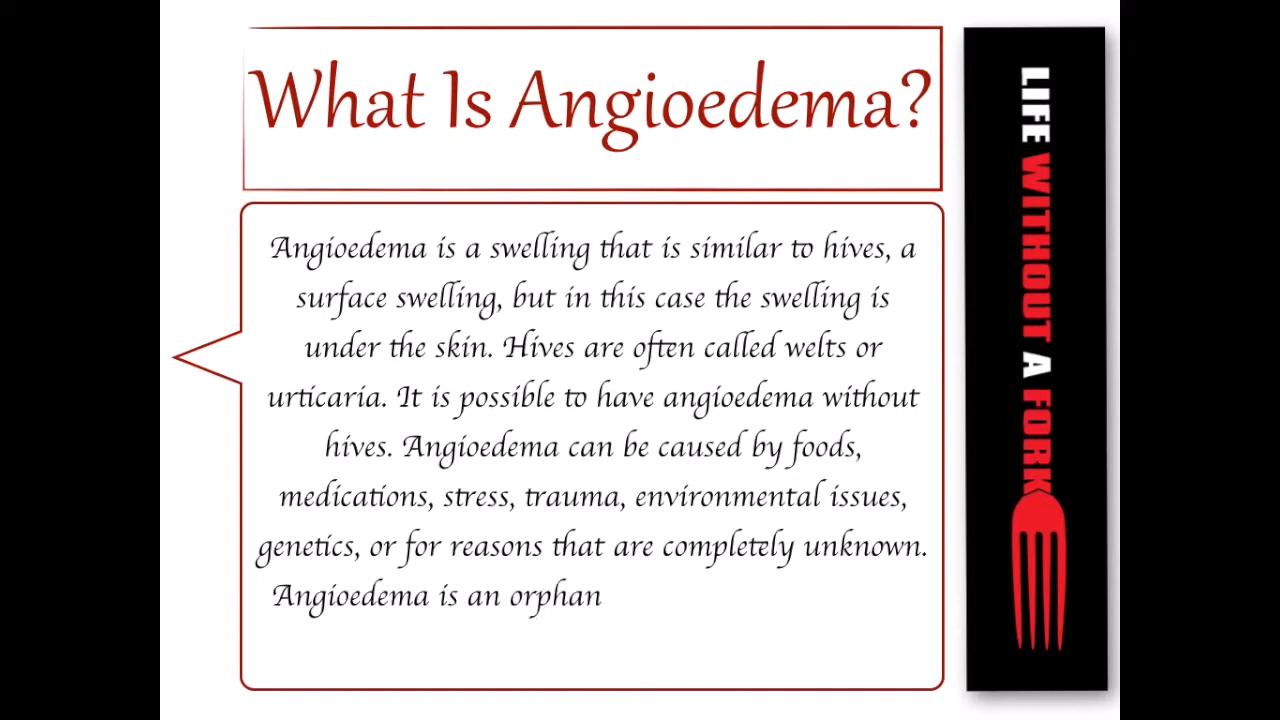 What Is Angioedema?
Angioedema is a swelling that is similar to hives, a
surface swelling, but in this case the swelling is
under the skin. Hives are often called welts or
urticaria. It is possible to have angioedema without
hives. Angioedema can be caused by foods,
medications, stress, trauma, environmental issues,
genetics, or for reasons that are completely unknown.
Angioedema is an orphan
LIFE WITHOUT A FORK